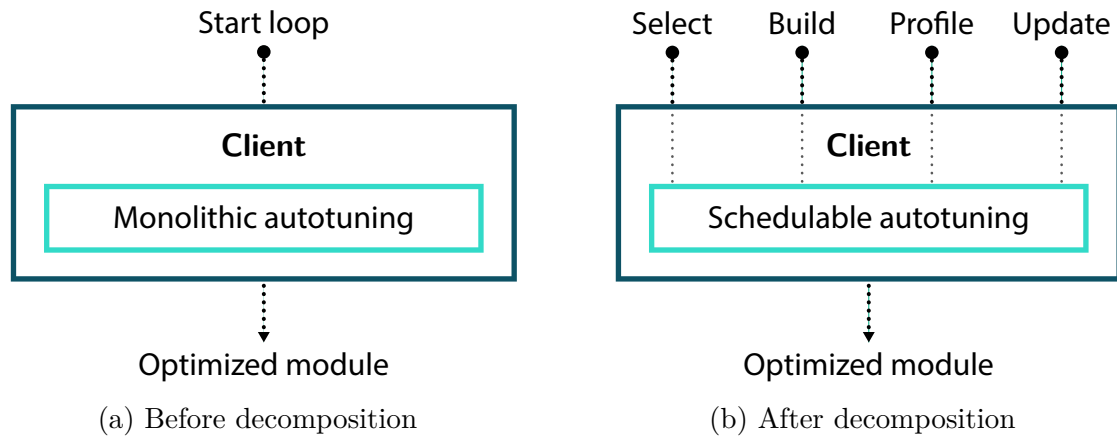 Start loop
Client
Monolithic autotuning
Optimized module
(a) Before decomposition
Select Build Profile Update
Client
Schedulable autotuning
Optimized module
(b) After decomposition